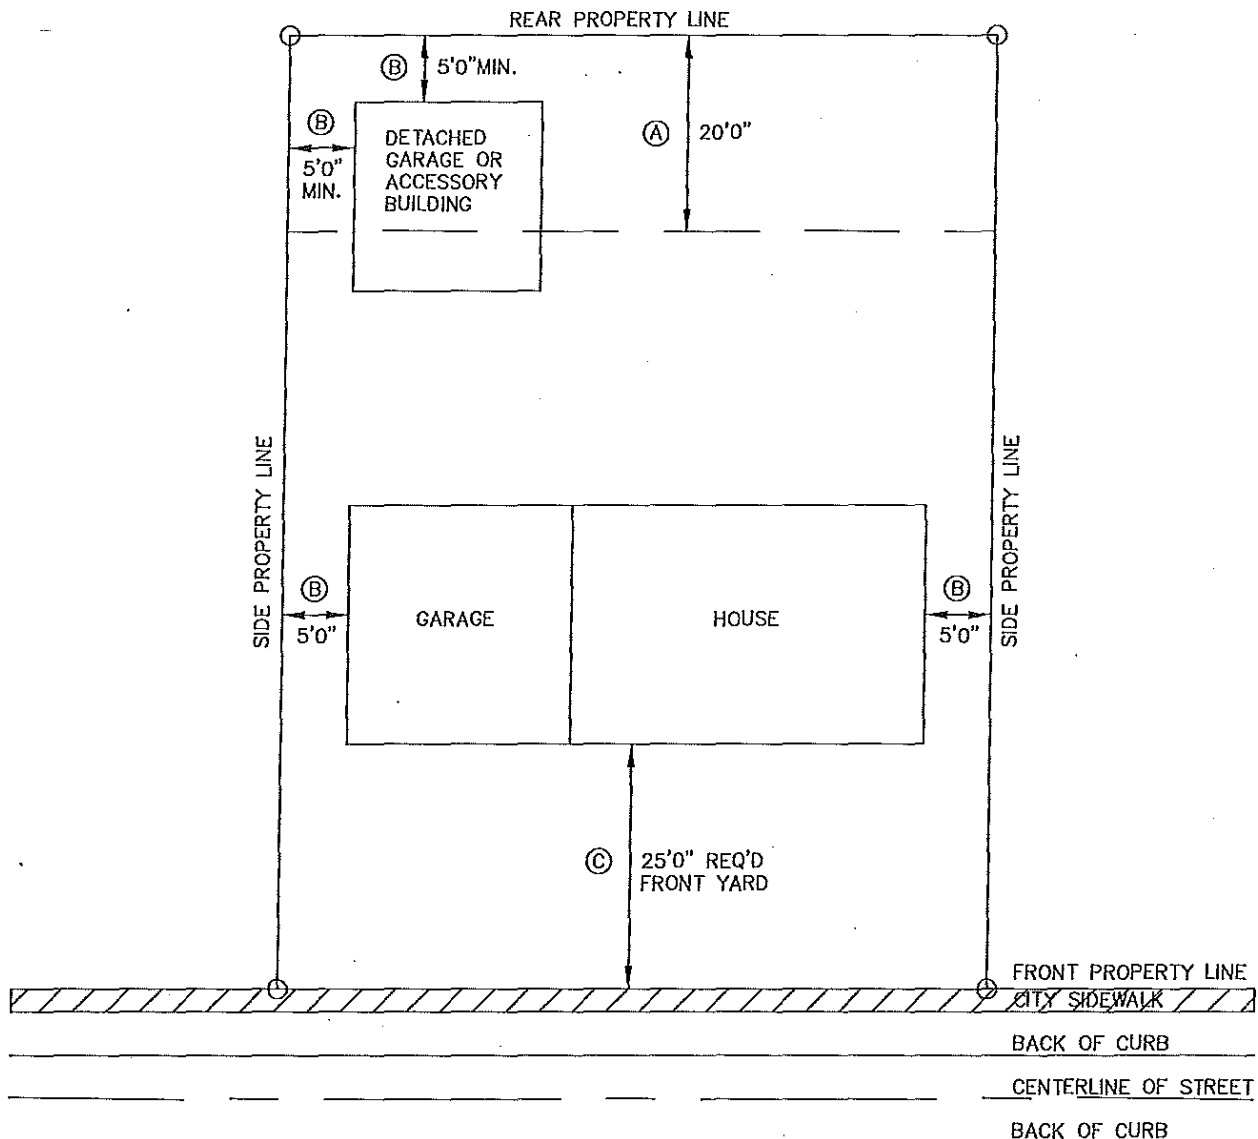 REAR PROPERTY LINE
Ⓑ 5'0"MIN.
Ⓑ
5'0"
MIN.
DETACHED
GARAGE OR
ACCESSORY
BUILDING
Ⓐ 20'0"
SIDE PROPERTY LINE
SIDE PROPERTY LINE
Ⓑ
5'0"
GARAGE
HOUSE
Ⓑ
5'0"
Ⓒ 25'0" REQ'D
FRONT YARD
FRONT PROPERTY LINE
CITY SIDEWALK
BACK OF CURB
CENTERLINE OF STREET
BACK OF CURB